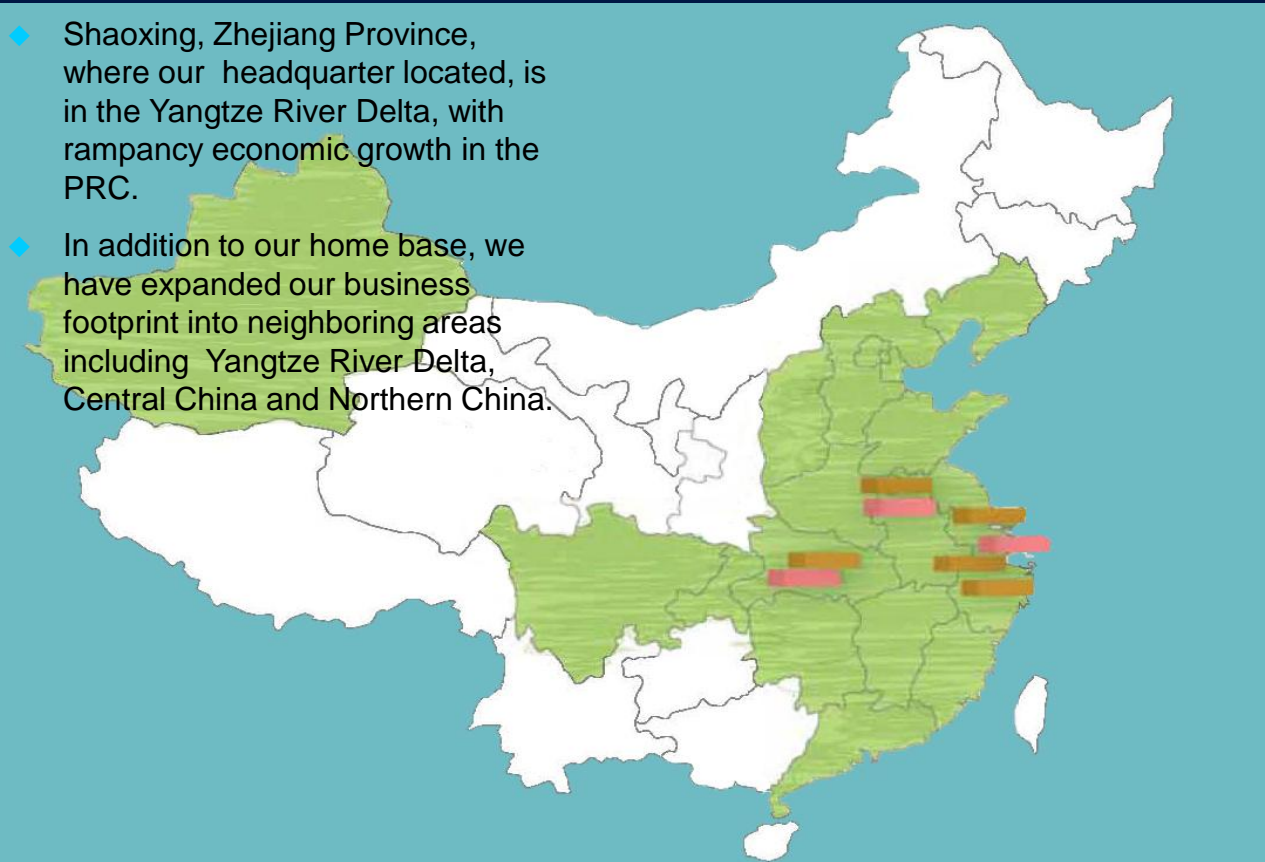 Shaoxing, Zhejiang Province,
where our headquarter located, is
in the Yangtze River Delta, with
rampancy economic growth in the
PRC.
In addition to our home base, we
have expanded our business
footprint into neighboring areas
including Yangtze River Delta,
Central China and Northern China.